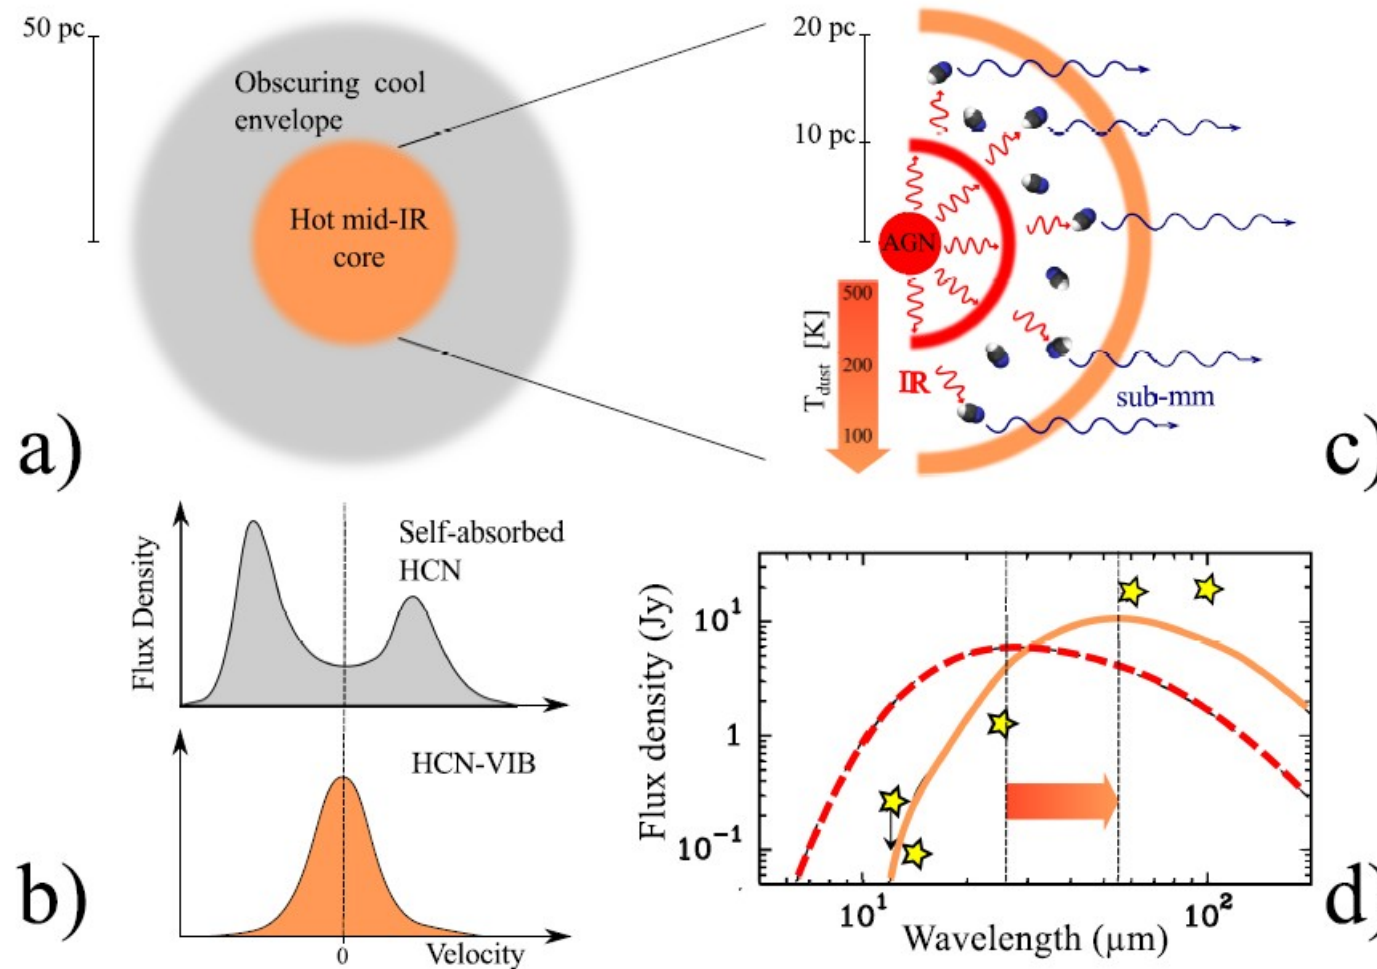 50 pc
Obscuring cool
envelope
Hot mid-IR
core
a)
20 pc
10 pc
AGN
500
200
100
T_dust [K]
IR
sub-mm
c)
Flux Density
Self-absorbed
HCN
HCN-VIB
0
Velocity
b)
Flux density (Jy)
10^1
1
10^-1
10^1
10^2
Wavelength (μm)
d)